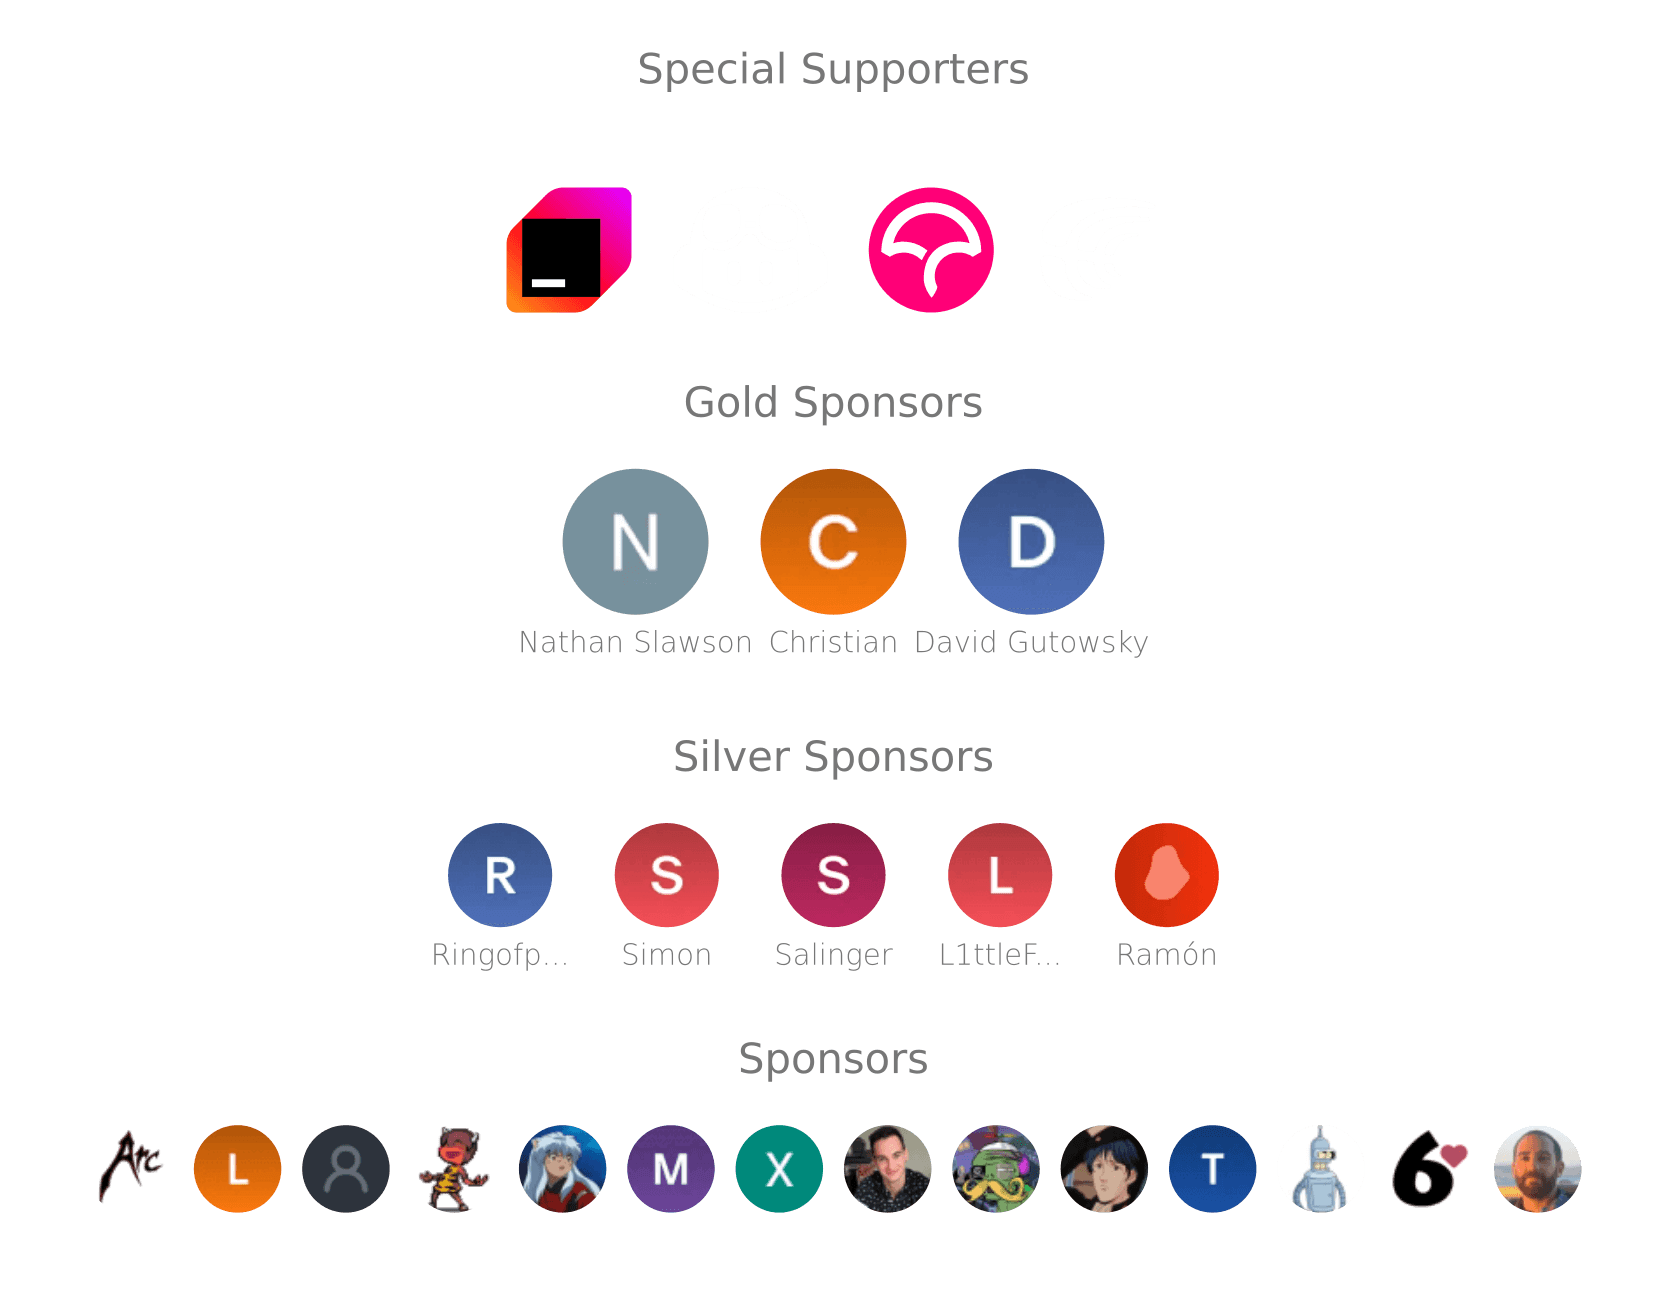 Special Supporters
Gold Sponsors
N C D
Nathan Slawson Christian David Gutowsky
Silver Sponsors
R S S L
Ringofp... Simon Salinger L1ttleF... Ramón
Sponsors
Arc L M X T 6